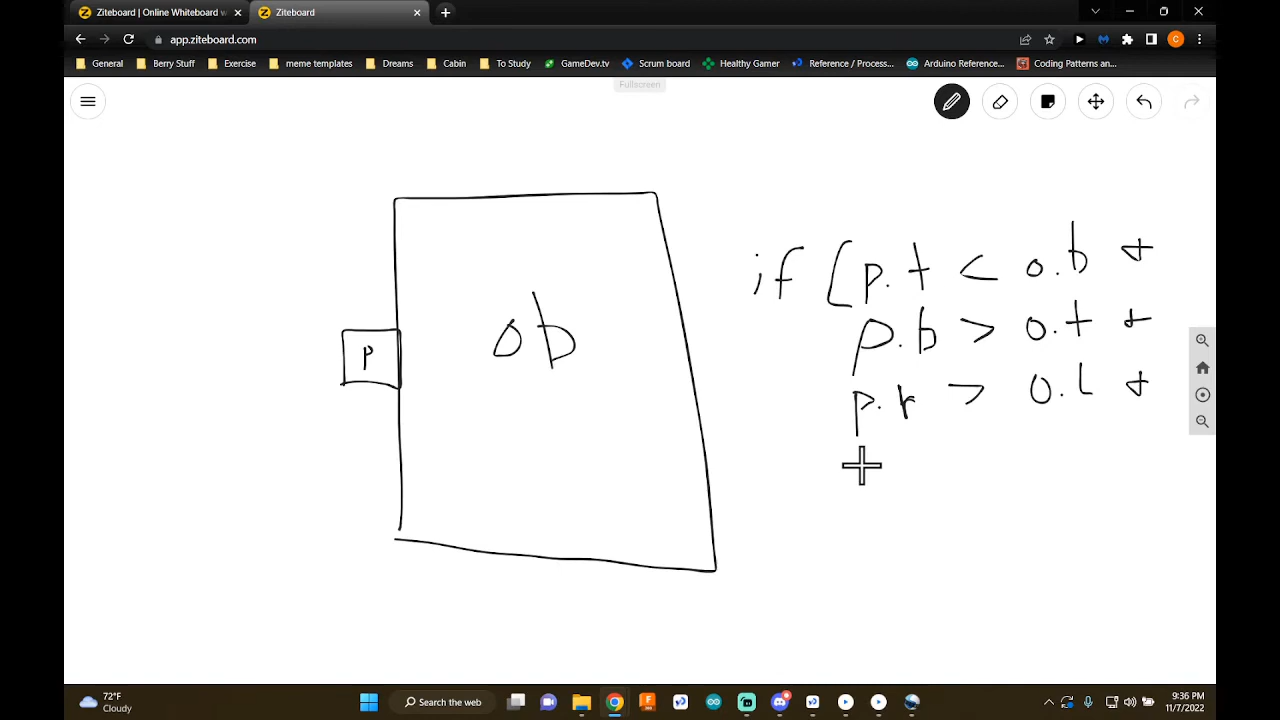 Ziteboard | Online Whiteboard w
Ziteboard
app.ziteboard.com
General
Berry Stuff
Exercise
meme templates
Dreams
Cabin
To Study
GameDev.tv
Scrum board
Healthy Gamer
Reference / Process...
Arduino Reference...
Coding Patterns an...
Fullscreen
if (p.t < o.b +
p.b > o.t +
p.r > o.l +
ob
p
72°F
Cloudy
Search the web
9:36 PM
11/7/2022